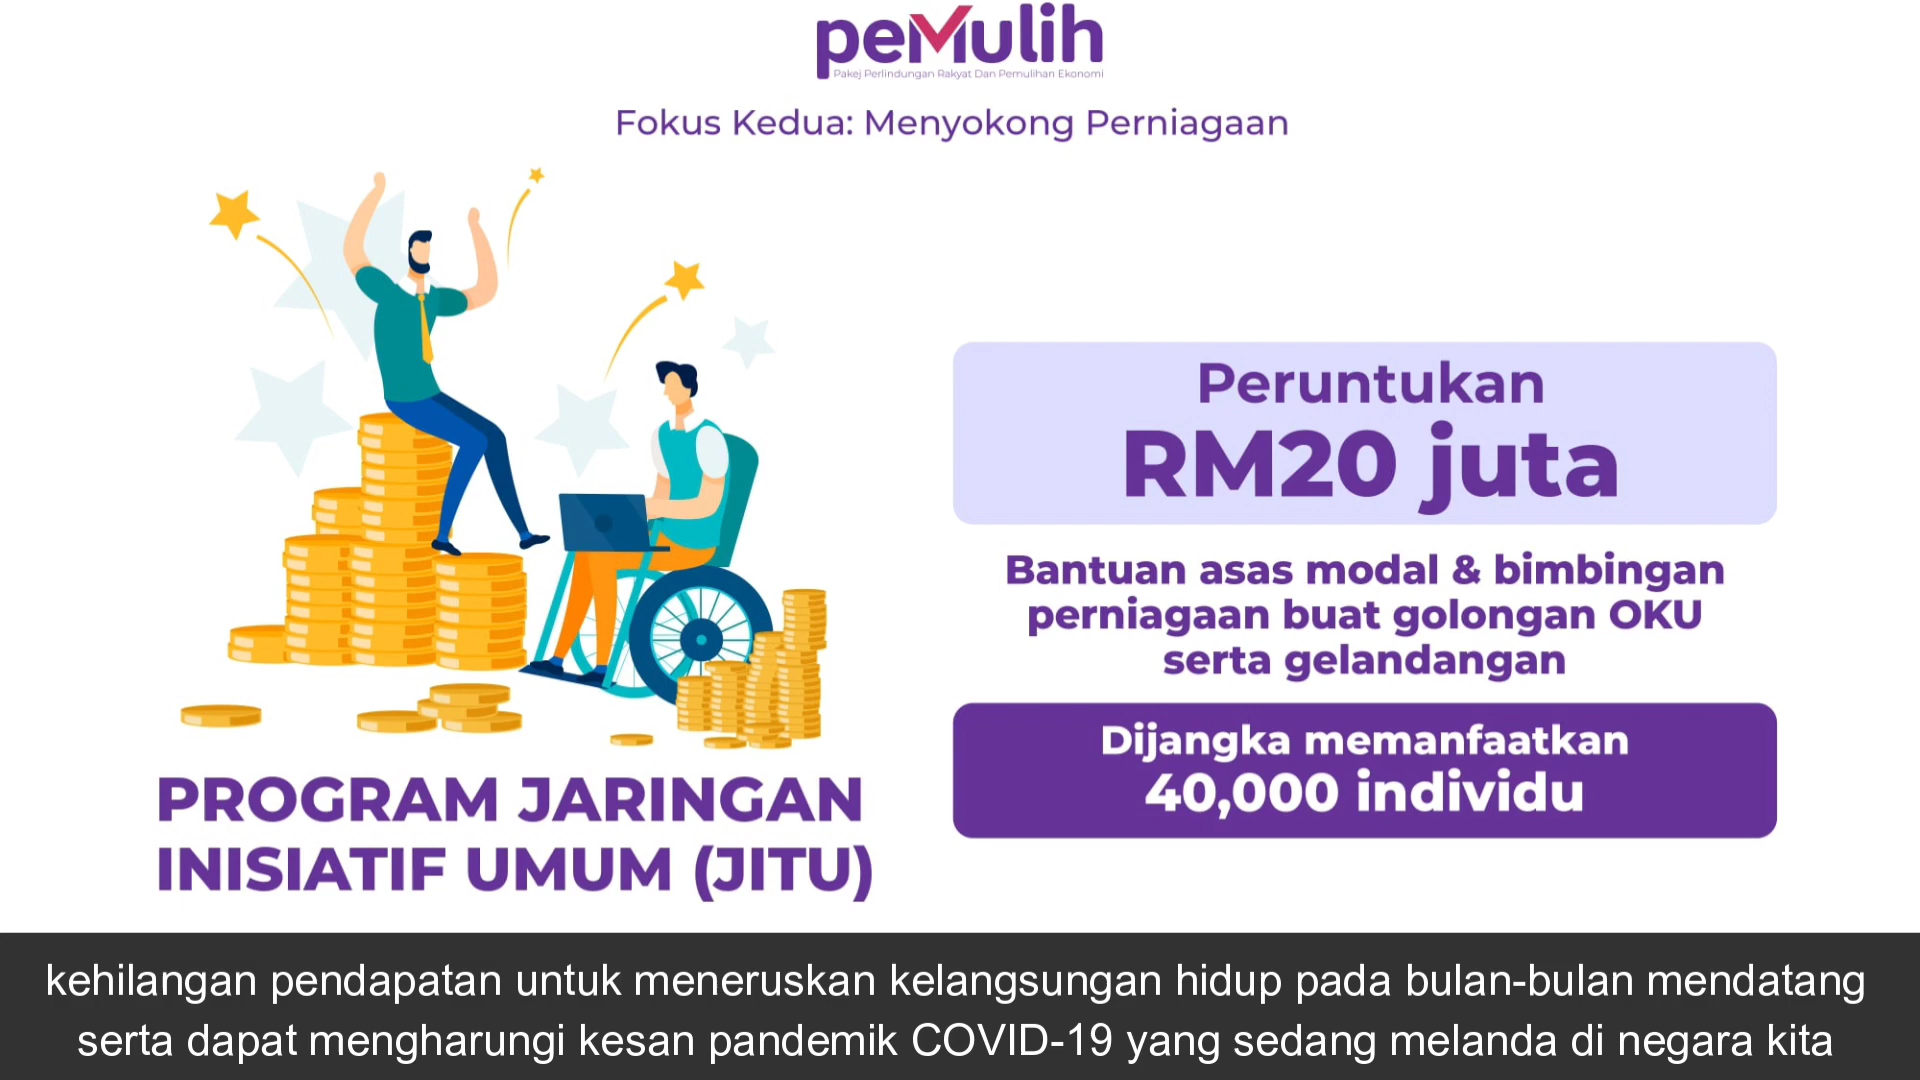 peMulih
Pakej Perlindungan Rakyat Dan Pemulihan Ekonomi
Fokus Kedua: Menyokong Perniagaan
Peruntukan
RM20 juta
Bantuan asas modal & bimbingan
perniagaan buat golongan OKU
serta gelandangan
Dijangka memanfaatkan
40,000 individu
PROGRAM JARINGAN
INISIATIF UMUM (JITU)
kehilangan pendapatan untuk meneruskan kelangsungan hidup pada bulan-bulan mendatang
serta dapat mengharungi kesan pandemik COVID-19 yang sedang melanda di negara kita